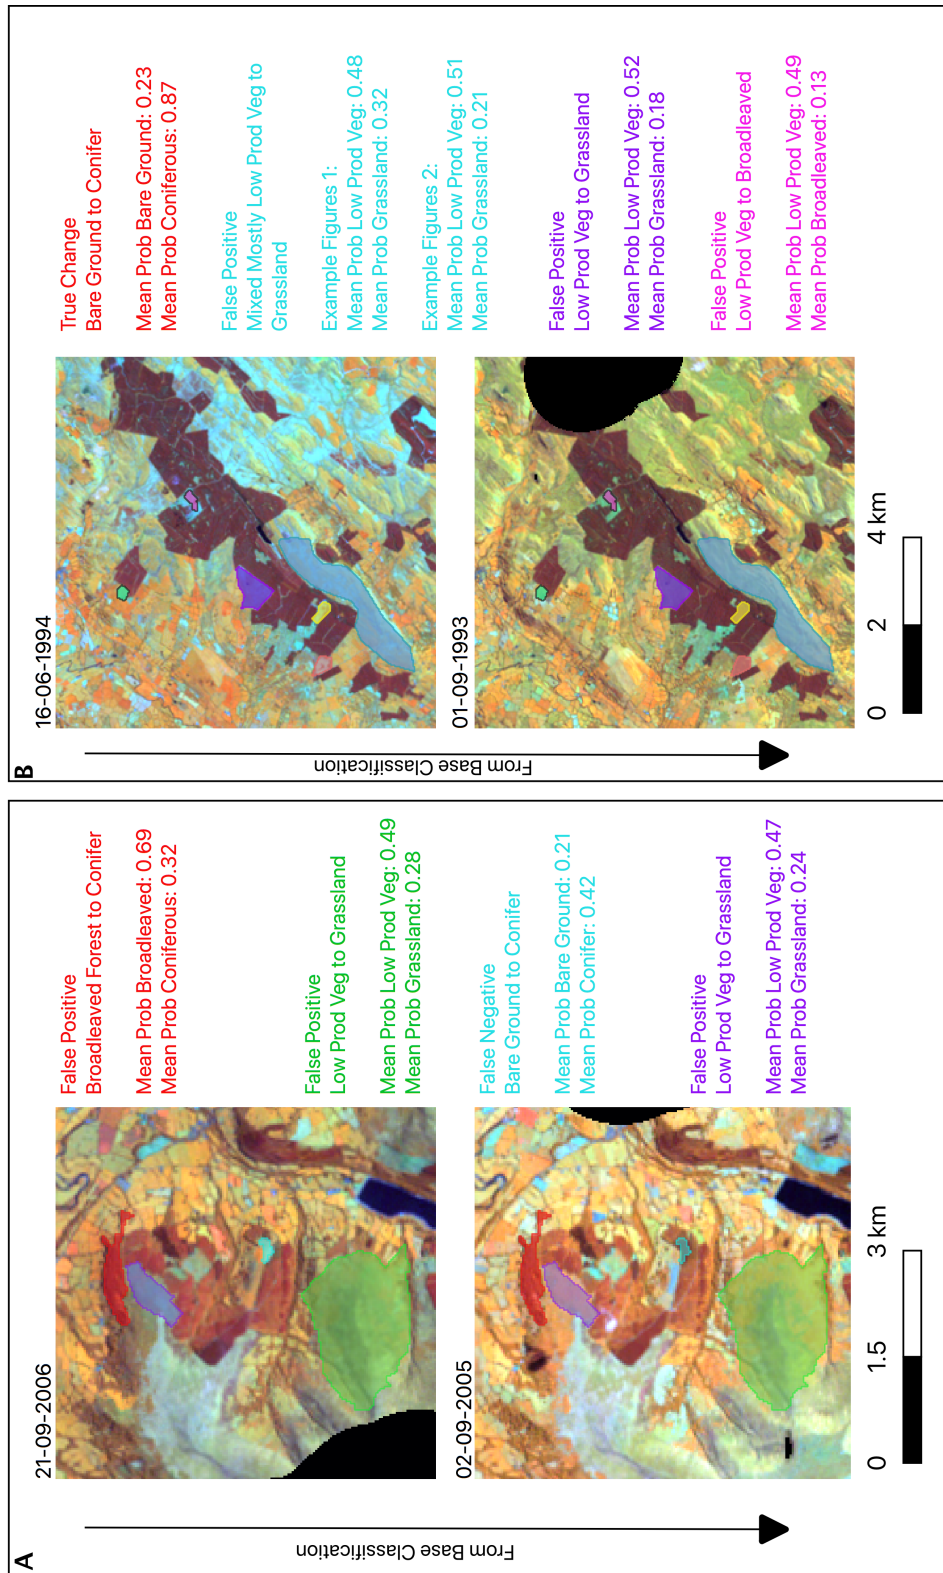 A
From Base Classification
21-09-2006
False Positive
Broadleaved Forest to Conifer
Mean Prob Broadleaved: 0.69
Mean Prob Coniferous: 0.32
False Positive
Low Prod Veg to Grassland
Mean Prob Low Prod Veg: 0.49
Mean Prob Grassland: 0.28
02-09-2005
False Negative
Bare Ground to Conifer
Mean Prob Bare Ground: 0.21
Mean Prob Conifer: 0.42
False Positive
Low Prod Veg to Grassland
Mean Prob Low Prod Veg: 0.47
Mean Prob Grassland: 0.24
0 1.5 3 km
B
From Base Classification
16-06-1994
True Change
Bare Ground to Conifer
Mean Prob Bare Ground: 0.23
Mean Prob Coniferous: 0.87
False Positive
Mixed Mostly Low Prod Veg to
Grassland
Example Figures 1:
Mean Prob Low Prod Veg: 0.48
Mean Prob Grassland: 0.32
Example Figures 2:
Mean Prob Low Prod Veg: 0.51
Mean Prob Grassland: 0.21
01-09-1993
False Positive
Low Prod Veg to Grassland
Mean Prob Low Prod Veg: 0.52
Mean Prob Grassland: 0.18
False Positive
Low Prod Veg to Broadleaved
Mean Prob Low Prod Veg: 0.49
Mean Prob Broadleaved: 0.13
0 2 4 km